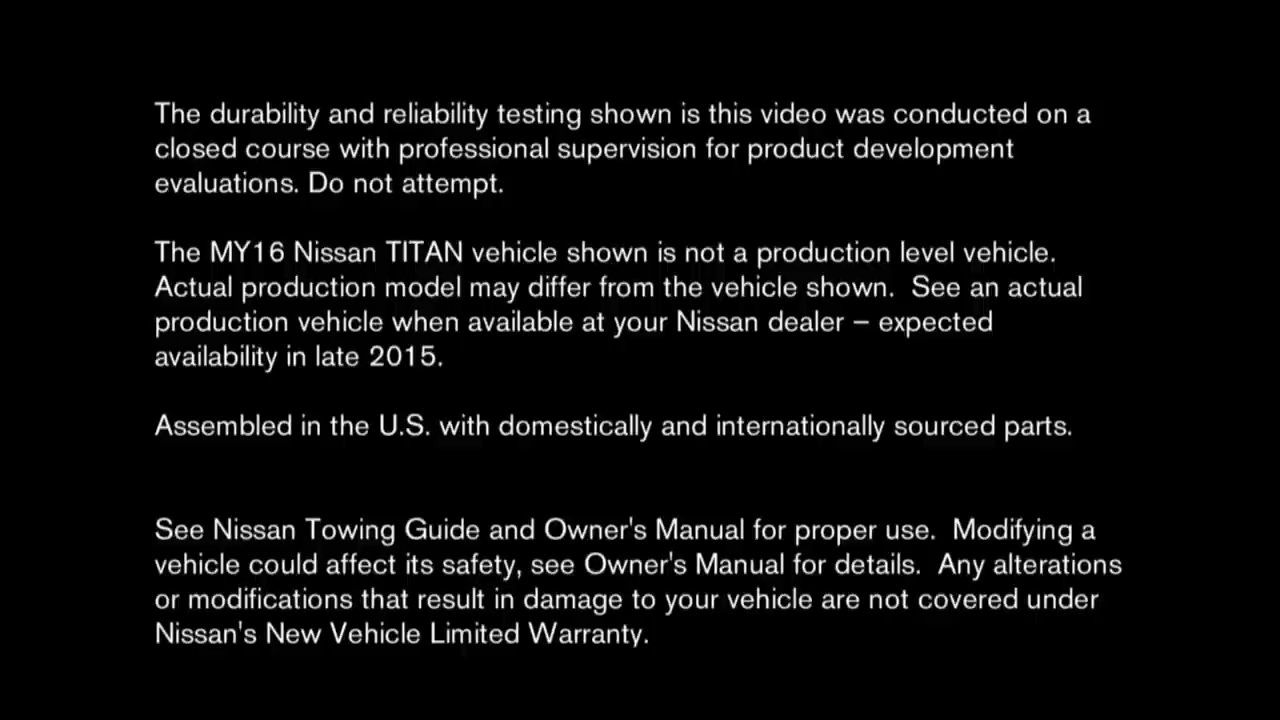 The durability and reliability testing shown is this video was conducted on a
closed course with professional supervision for product development
evaluations. Do not attempt.
The MY16 Nissan TITAN vehicle shown is not a production level vehicle.
Actual production model may differ from the vehicle shown.  See an actual
production vehicle when available at your Nissan dealer – expected
availability in late 2015.
Assembled in the U.S. with domestically and internationally sourced parts.
See Nissan Towing Guide and Owner's Manual for proper use.  Modifying a
vehicle could affect its safety, see Owner's Manual for details.  Any alterations
or modifications that result in damage to your vehicle are not covered under
Nissan's New Vehicle Limited Warranty.